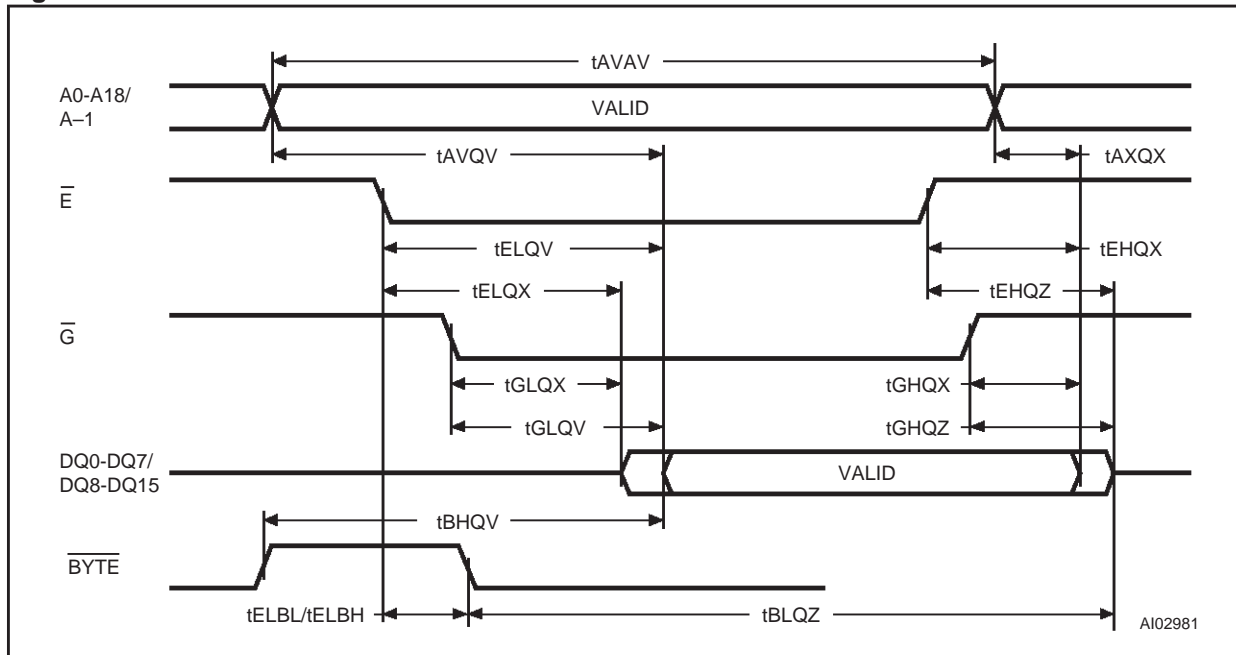 tAVAV
A0-A18/
A–1
VALID
tAVQV
tAXQX
E
tELQV
tEHQX
tELQX
tEHQZ
G
tGLQX
tGHQX
tGLQV
tGHQZ
DQ0-DQ7/
DQ8-DQ15
VALID
tBHQV
BYTE
tELBL/tELBH
tBLQZ
AI02981